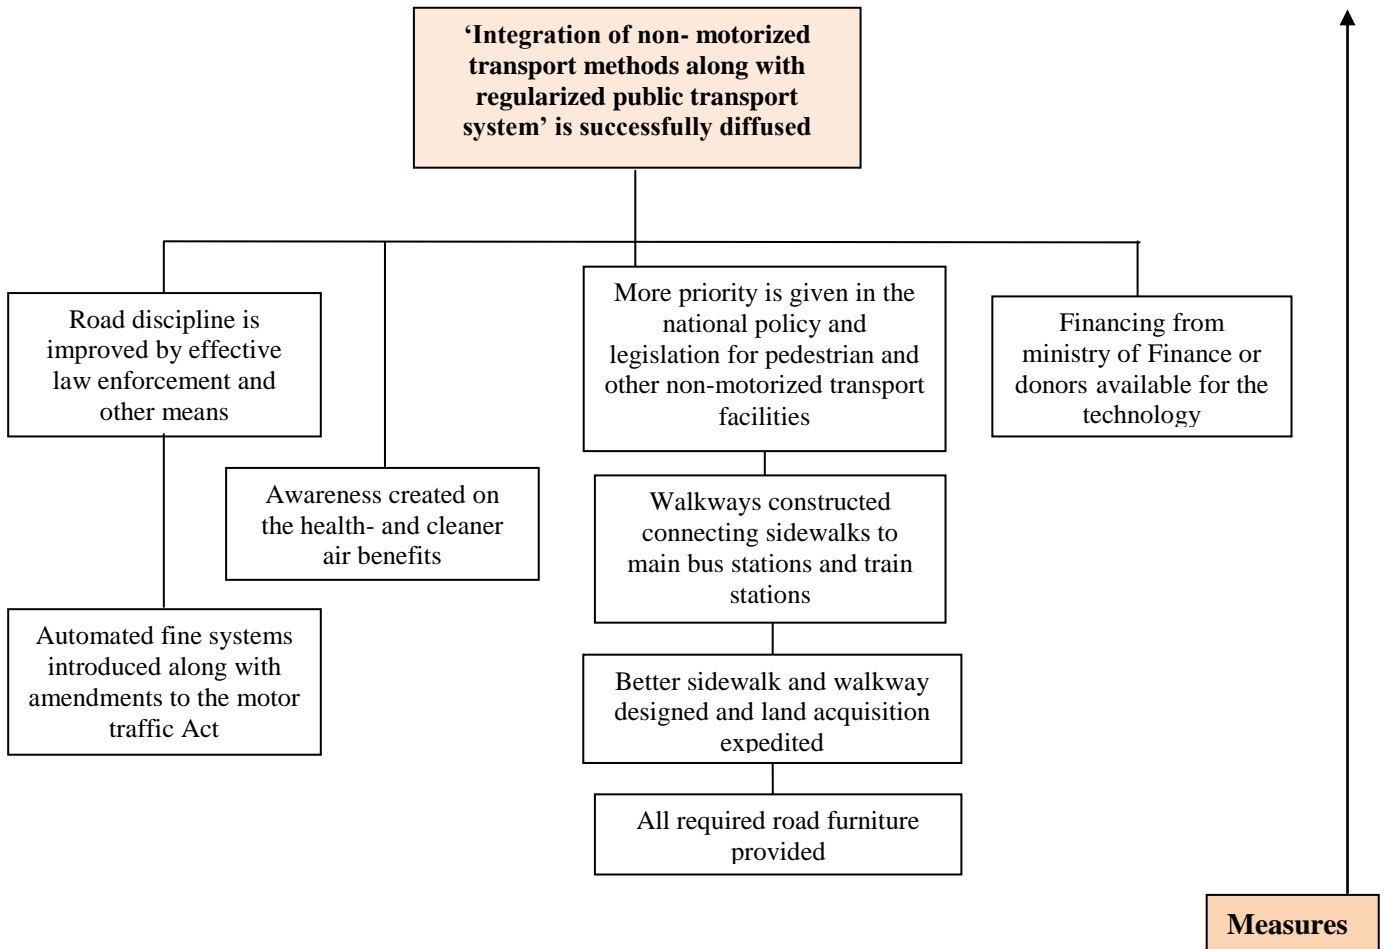 ‘Integration of non- motorized
transport methods along with
regularized public transport
system’ is successfully diffused
Road discipline is
improved by effective
law enforcement and
other means
More priority is given in the
national policy and
legislation for pedestrian and
other non-motorized transport
facilities
Financing from
ministry of Finance or
donors available for the
technology
Awareness created on
the health- and cleaner
air benefits
Walkways constructed
connecting sidewalks to
main bus stations and train
stations
Automated fine systems
introduced along with
amendments to the motor
traffic Act
Better sidewalk and walkway
designed and land acquisition
expedited
All required road furniture
provided
Measures